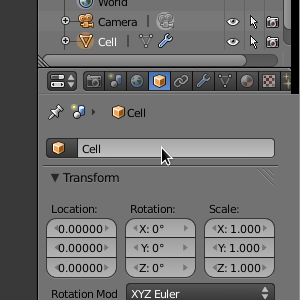 World
Camera
Cell
Cell
Cell
Transform
Location: Rotation: Scale:
0.00000 X: 0° X: 1.000
0.00000 Y: 0° Y: 1.000
0.00000 Z: 0° Z: 1.000
Rotation Mod XYZ Euler